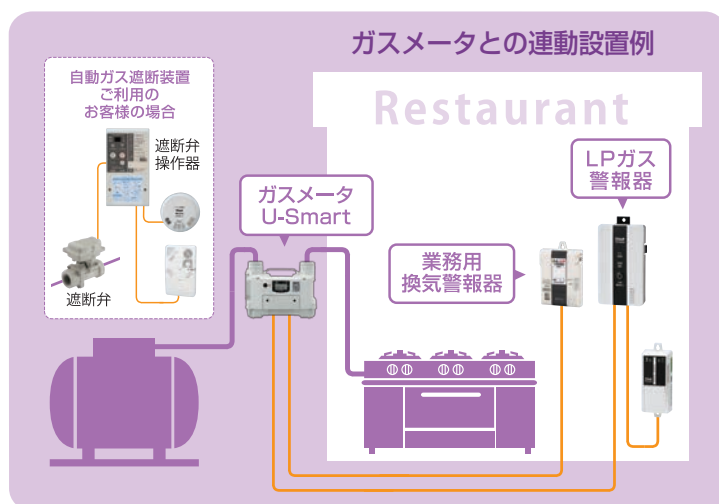 ガスメータとの連動設置例
自動ガス遮断装置
ご利用の
お客様の場合
遮断弁
操作器
遮断弁
Restaurant
ガスメータ
U-Smart
業務用
換気警報器
LPガス
警報器